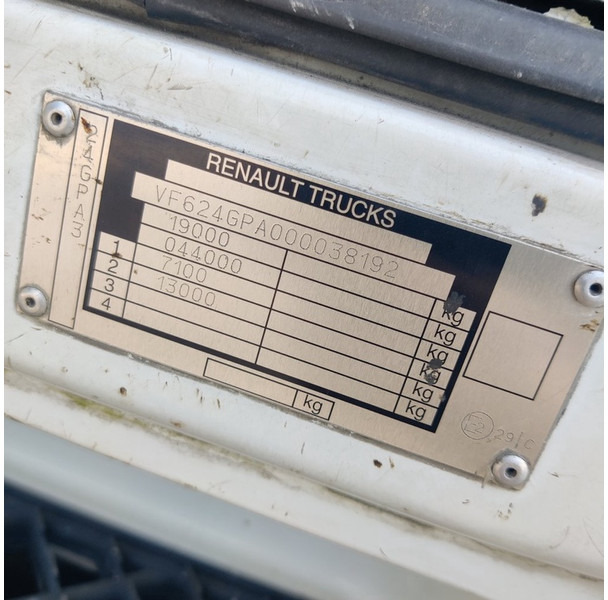 24GPA3
RENAULT TRUCKS
VF624GPA000038192
19000 kg
044000 kg
1 7100 kg
2 13000 kg
3 kg
4 kg
kg
29/C